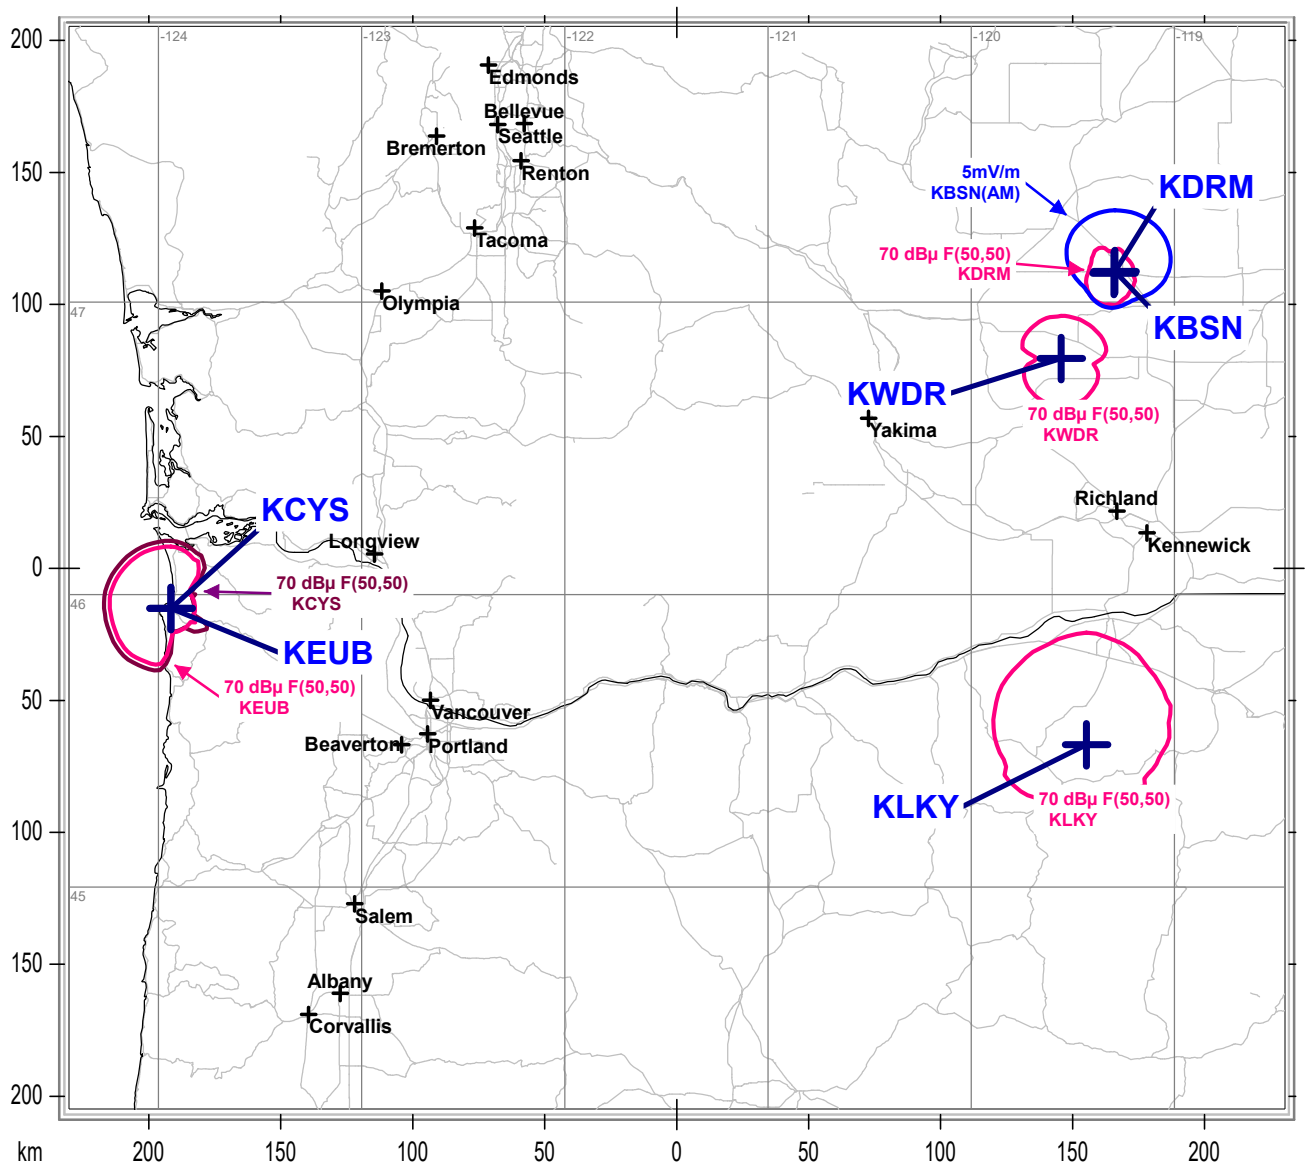 200
-124
-123
-122
-121
-120
-119
Edmonds
Bellevue
Seattle
Bremerton
150
Renton
5mV/m
KBSN(AM)
KDRM
Tacoma
70 dBµ F(50,50)
KDRM
100
Olympia
47
KBSN
KWDR
70 dBµ F(50,50)
KWDR
50
Yakima
Richland
KCYS
Longview
Kennewick
0
70 dBµ F(50,50)
KCYS
46
KEUB
70 dBµ F(50,50)
KEUB
50
Vancouver
Beaverton
Portland
KLKY
70 dBµ F(50,50)
KLKY
100
45
Salem
150
Albany
Corvallis
200
km
200
150
100
50
0
50
100
150
200